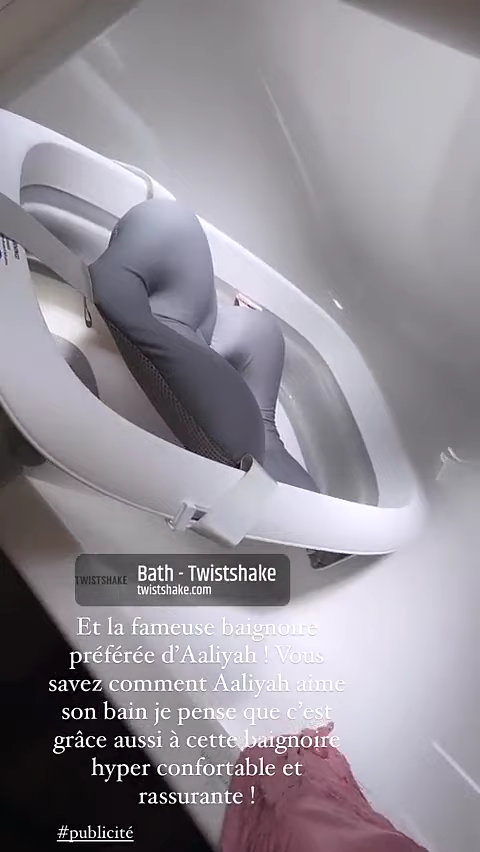 TWISTSHAKE
Bath - Twistshake
twistshake.com
Et la fameuse baignoire
préférée d'Aaliyah ! Vous
savez comment Aaliyah aime
son bain je pense que c'est
grâce aussi à cette baignoire
hyper confortable et
rassurante !
#publicité